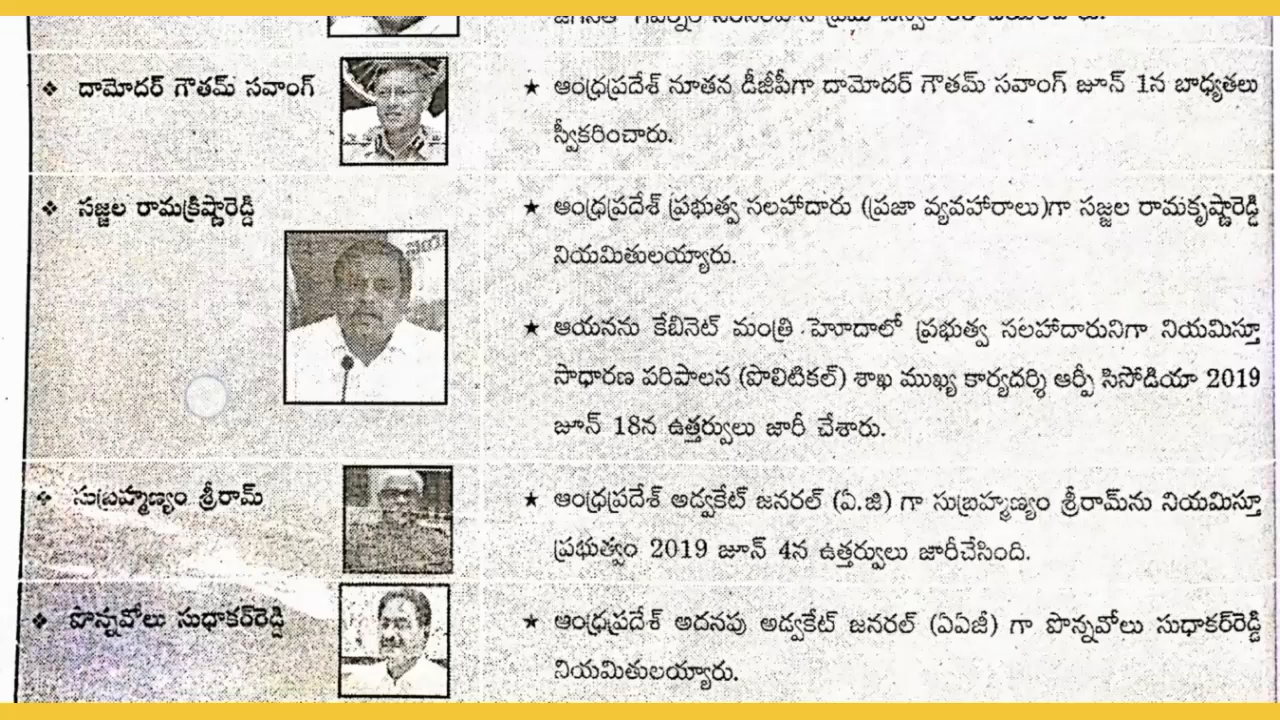 ❖ దామోదర్ గౌతమ్ సవాంగ్
★ ఆంధ్రప్రదేశ్ నూతన డీజీపీగా దామోదర్ గౌతమ్ సవాంగ్ జూన్ 1న బాధ్యతలు
స్వీకరించారు.
❖ సజ్జల రామక్రిష్ణారెడ్డి
★ ఆంధ్రప్రదేశ్ ప్రభుత్వ సలహాదారు (ప్రజా వ్యవహారాలు)గా సజ్జల రామకృష్ణారెడ్డి
నియమితులయ్యారు.
★ ఆయనను కేబినెట్ మంత్రి హెూదాలో ప్రభుత్వ సలహాదారునిగా నియమిస్తూ
సాధారణ పరిపాలన (పొలిటికల్) శాఖ ముఖ్య కార్యదర్శి ఆర్పీ సిసోడియా 2019
జూన్ 18న ఉత్తర్వులు జారీ చేశారు.
❖ సుబ్రహ్మణ్యం శ్రీరామ్
★ ఆంధ్రప్రదేశ్ అడ్వకేట్ జనరల్ (ఏ.జి) గా సుబ్రహ్మణ్యం శ్రీరామ్‌ను నియమిస్తూ
ప్రభుత్వం 2019 జూన్ 4న ఉత్తర్వులు జారీచేసింది.
❖ పొన్నవోలు సుధాకర్‌రెడ్డి
★ ఆంధ్రప్రదేశ్ అదనపు అడ్వకేట్ జనరల్ (ఏఏజీ) గా పొన్నవోలు సుధాకర్‌రెడ్డి
నియమితులయ్యారు.